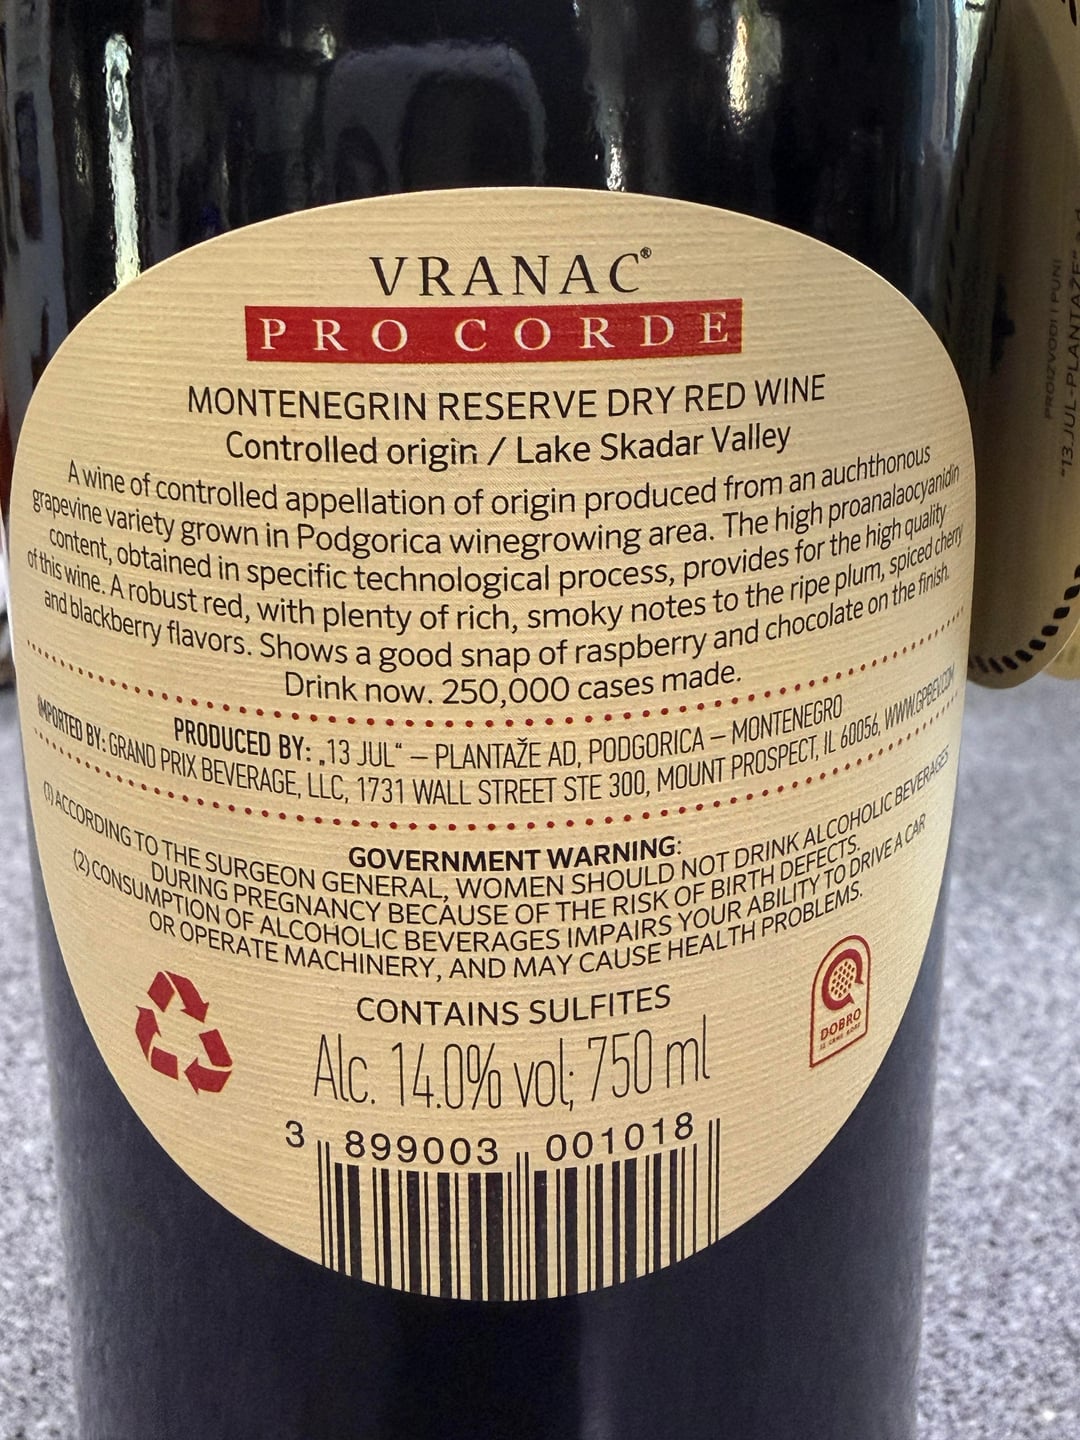 VRANAC®
PRO CORDE
MONTENEGRIN RESERVE DRY RED WINE
Controlled origin / Lake Skadar Valley
A wine of controlled appellation of origin produced from an auchthonous
grapevine variety grown in Podgorica winegrowing area. The high proanalaocyanidin
content, obtained in specific technological process, provides for the high quality
of this wine. A robust red, with plenty of rich, smoky notes to the ripe plum, spiced cherry
and blackberry flavors. Shows a good snap of raspberry and chocolate on the finish.
Drink now. 250,000 cases made.
PRODUCED BY: „13 JUL“ – PLANTAŽE AD, PODGORICA – MONTENEGRO
IMPORTED BY: GRAND PRIX BEVERAGE, LLC, 1731 WALL STREET STE 300, MOUNT PROSPECT, IL 60056, WWW.GPBEV.COM
GOVERNMENT WARNING:
(1) ACCORDING TO THE SURGEON GENERAL, WOMEN SHOULD NOT DRINK ALCOHOLIC BEVERAGES
DURING PREGNANCY BECAUSE OF THE RISK OF BIRTH DEFECTS.
(2) CONSUMPTION OF ALCOHOLIC BEVERAGES IMPAIRS YOUR ABILITY TO DRIVE A CAR
OR OPERATE MACHINERY, AND MAY CAUSE HEALTH PROBLEMS.
CONTAINS SULFITES
Alc. 14.0% vol; 750 ml
DOBRO
IZ CRNE GORE
3 899003 001018
PROIZVODI I PUNI
"13.JUL-PLANTAŽE"